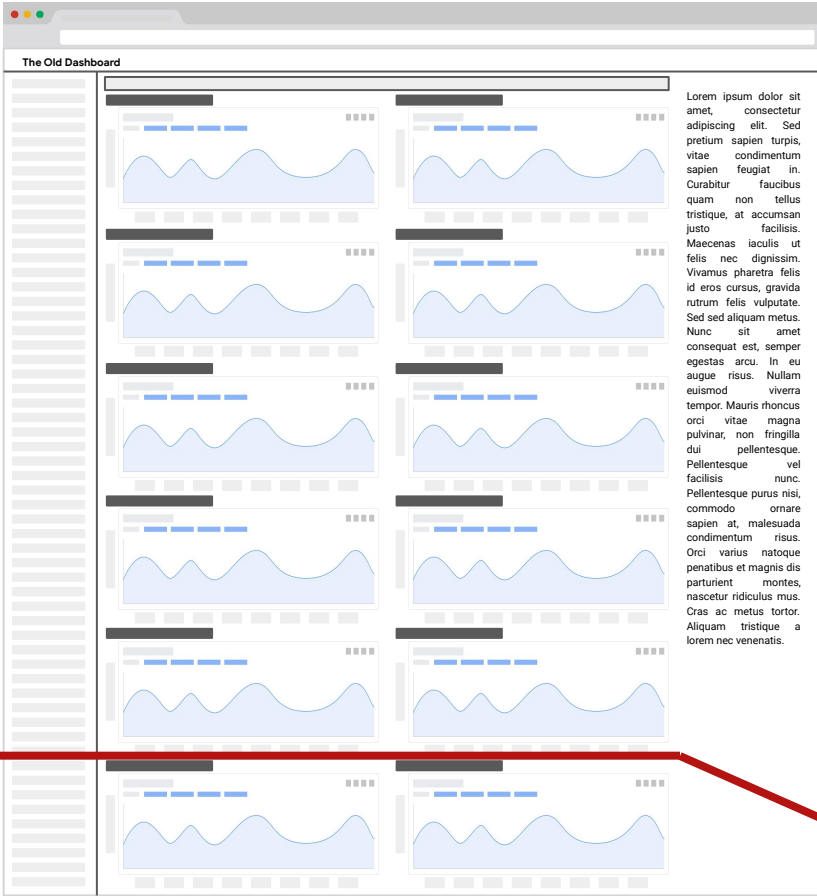 The Old Dashboard
Lorem ipsum dolor sit
amet, consectetur
adipiscing elit. Sed
pretium sapien turpis,
vitae condimentum
sapien feugiat in.
Curabitur faucibus
quam non tellus
tristique, at accumsan
justo facilisis.
Maecenas iaculis ut
felis nec dignissim.
Vivamus pharetra felis
id eros cursus, gravida
rutrum felis vulputate.
Sed sed aliquam metus.
Nunc sit amet
consequat est, semper
egestas arcu. In eu
augue risus. Nullam
euismod viverra
tempor. Mauris rhoncus
orci vitae magna
pulvinar, non fringilla
dui pellentesque.
Pellentesque vel
facilisis nunc.
Pellentesque purus nisi,
commodo ornare
sapien at, malesuada
condimentum risus.
Orci varius natoque
penatibus et magnis dis
parturient montes,
nascetur ridiculus mus.
Cras ac metus tortor.
Aliquam tristique a
lorem nec venenatis.